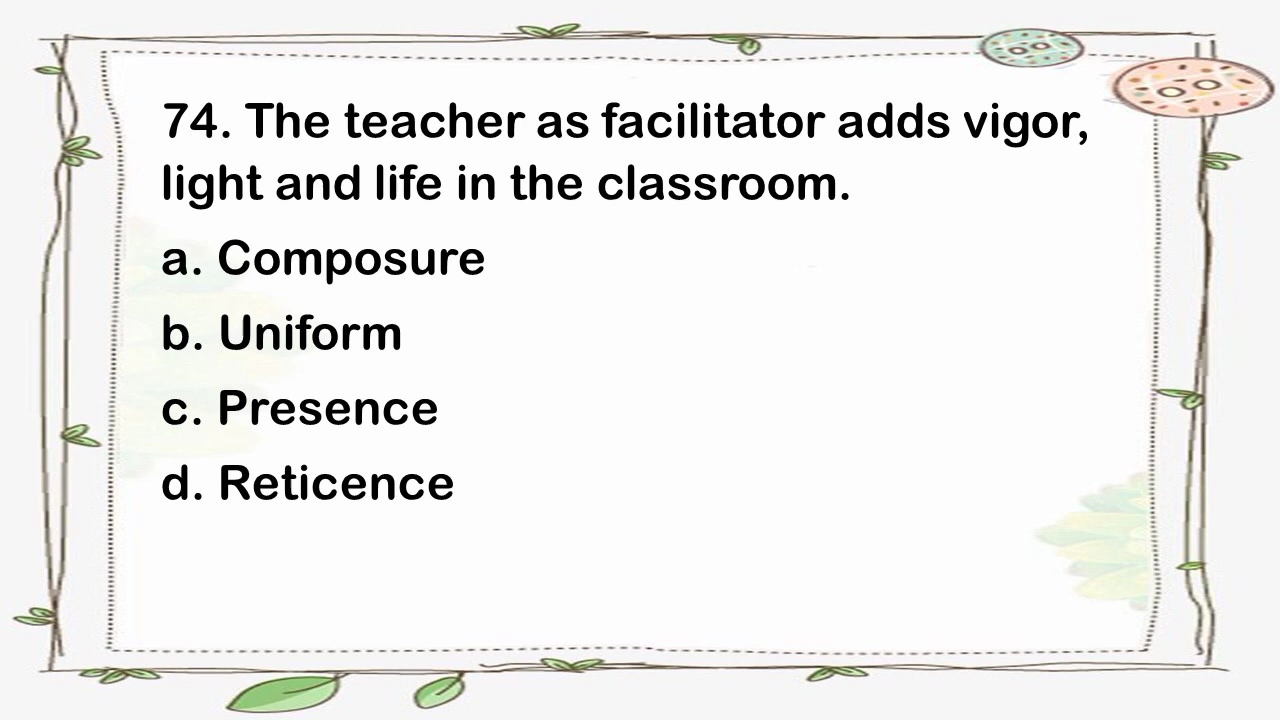 74. The teacher as facilitator adds vigor,
light and life in the classroom.
a. Composure
b. Uniform
c. Presence
d. Reticence